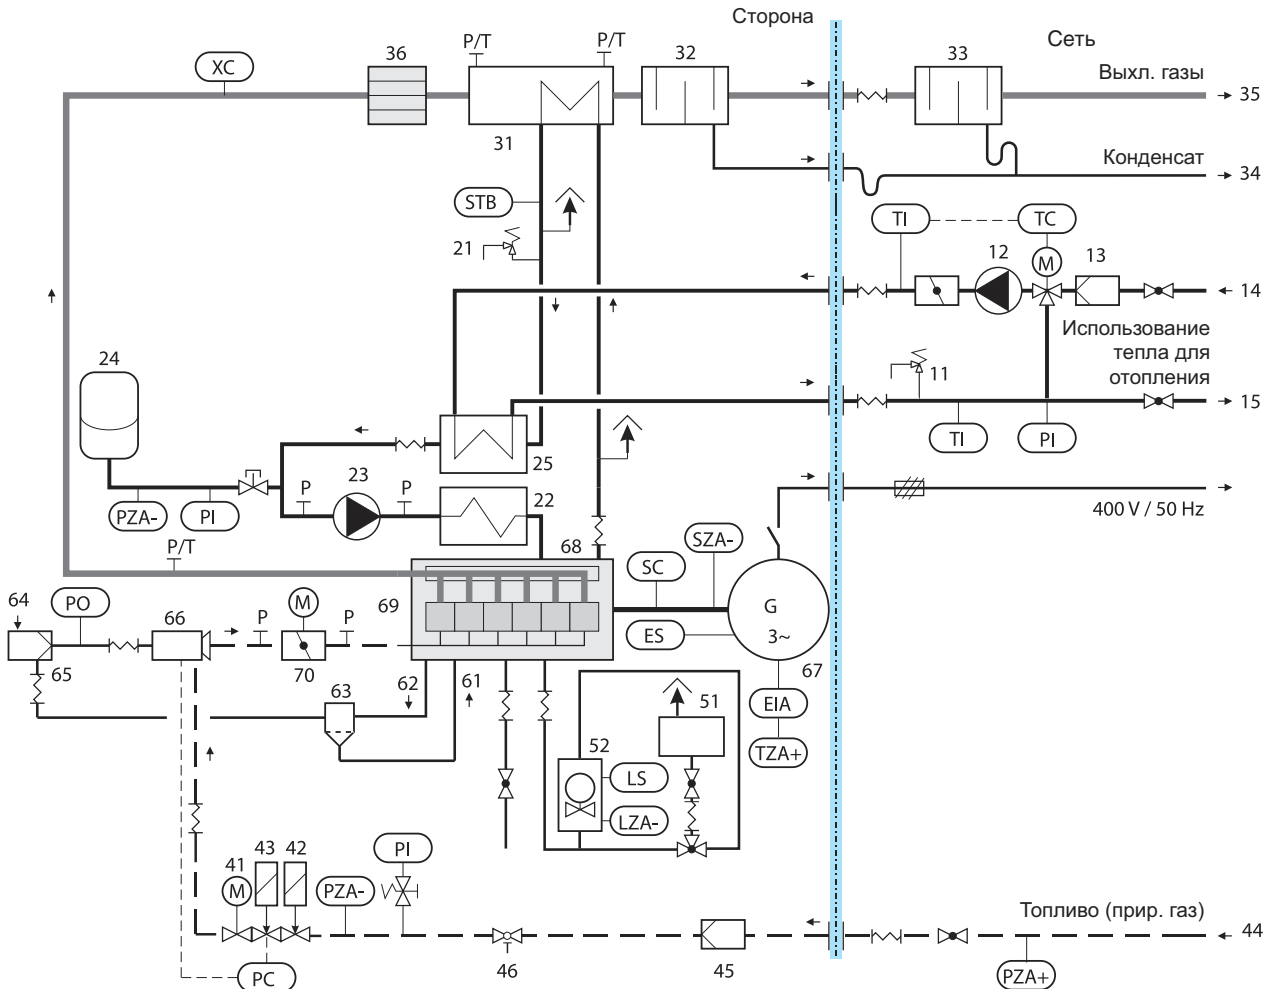 Сторона
Сеть
XC
36
P/T
P/T
32
33
Выхл. газы
35
31
Конденсат
34
STB
TI
TC
21
12
M
13
14
Использование
тепла для
отопления
24
11
15
TI
PI
25
23
P
P
22
PZA-
PI
400 V / 50 Hz
P/T
68
SZA-
SC
64
PO
M
69
G
3~
66
P
P
ES
65
70
62
61
67
63
EIA
51
52
TZA+
LS
LZA-
41
43
42
PI
M
PZA-
Топливо (прир. газ)
44
PC
46
45
PZA+
T